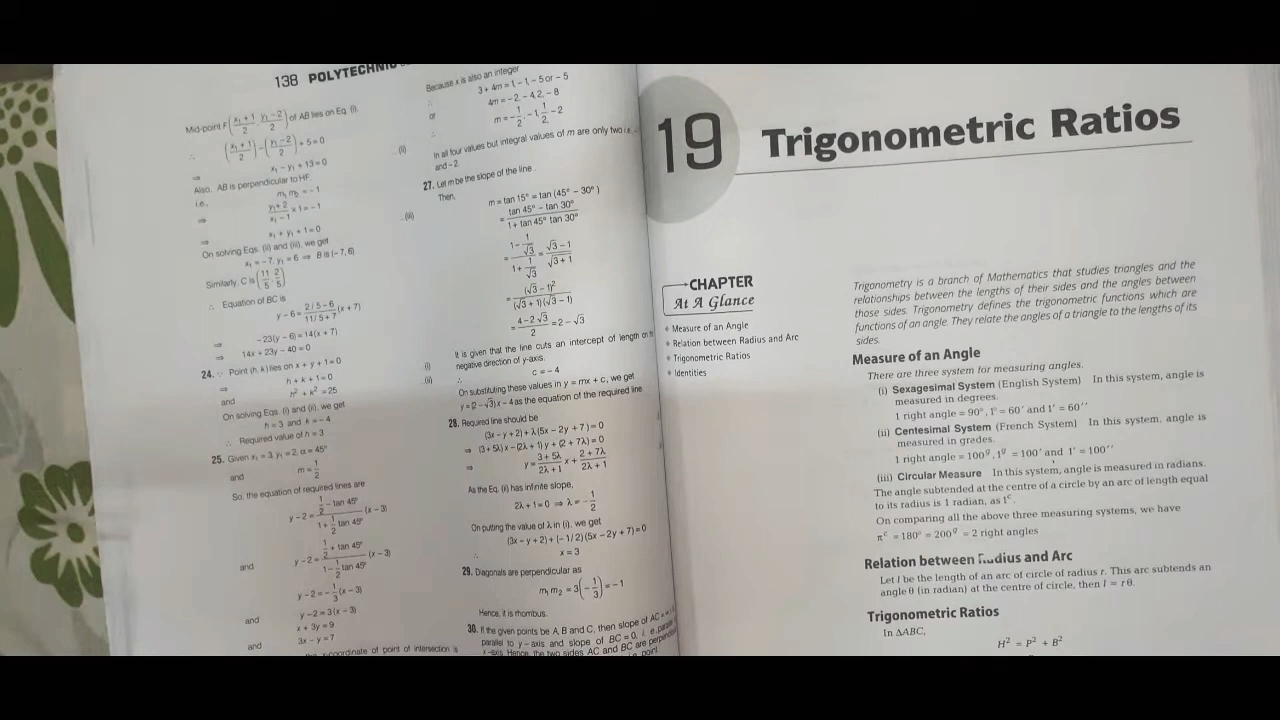 138 POLYTECHNIC
Mid-point F ( (x₁ + 1)/2 , (y₁ – 2)/2 ) of AB lies on Eq. (i).
∴ ( (x₁ + 1)/2 ) – ( (y₁ – 2)/2 ) + 5 = 0
⇒ x₁ – y₁ + 13 = 0 ...(ii)
Also, AB is perpendicular to HF.
i.e., m₁ m₂ = – 1
⇒ (y₁ + 2)/(x₁ – 1) × 1 = – 1
⇒ x₁ + y₁ + 1 = 0 ...(iii)
On solving Eqs. (ii) and (iii), we get
x₁ = – 7, y₁ = 6 ⇒ B is (– 7, 6)
Similarly, C is ( 11/5 , 2/5 )
∴ Equation of BC is
y – 6 = (2/5 – 6)/(11/5 + 7) (x + 7)
⇒ – 23(y – 6) = 14(x + 7)
⇒ 14x + 23y – 40 = 0
24. ∵ Point (h, k) lies on x + y + 1 = 0
⇒ h + k + 1 = 0 (i)
and h² + k² = 25 (ii)
On solving Eqs. (i) and (ii), we get
h = 3 and k = – 4
∴ Required value of h = 3
25. Given x₁ = 3, y₁ = 2, α = 45°
and m = 1/2
So, the equation of required lines are
y – 2 = (1/2 – tan 45°)/(1 + 1/2 tan 45°) (x – 3)
and y – 2 = (1/2 + tan 45°)/(1 – 1/2 tan 45°) (x – 3)
y – 2 = – 1/3 (x – 3)
and y – 2 = 3(x – 3)
x + 3y = 9
and 3x – y = 7
coordinate of point of intersection is
Because x is also an integer
∴ 3 + 4m = 1, – 1, – 5 or – 5
or 4m = – 2, – 4, 2, – 8
∴ m = – 1/2, – 1, 1/2, – 2
In all four values but integral values of m are only two i.e., –
and – 2.
27. Let m be the slope of the line.
Then, m = tan 15° = tan (45° – 30°)
= (tan 45° – tan 30°)/(1 + tan 45° tan 30°)
= (1 – 1/√3)/(1 + 1/√3) = (√3 – 1)/(√3 + 1)
= (√3 – 1)²/((√3 + 1)(√3 – 1))
= (4 – 2√3)/2 = 2 – √3
It is given that the line cuts an intercept of length on
negative direction of y-axis.
∴ c = – 4
On substituting these values in y = mx + c, we get
y = (2 – √3) x – 4 as the equation of the required line
28. Required line should be
(3x – y + 2) + λ(5x – 2y + 7) = 0
⇒ (3 + 5λ) x – (2λ + 1) y + (2 + 7λ) = 0
⇒ y = (3 + 5λ)/(2λ + 1) x + (2 + 7λ)/(2λ + 1)
As the Eq. (ii) has infinite slope,
2λ + 1 = 0 ⇒ λ = – 1/2
On putting the value of λ in (i), we get
(3x – y + 2) + (– 1/2) (5x – 2y + 7) = 0
∴ x = 3
29. Diagonals are perpendicular as
m₁ m₂ = 3 ( – 1/3 ) = – 1
Hence, it is rhombus.
30. If the given points be A, B and C, then slope of AC = ∞
parallel to y-axis and slope of BC = 0, i. e., parallel
x-axis. Hence, the two sides AC and BC are
point
19 Trigonometric Ratios
CHAPTER
At A Glance
Measure of an Angle
Relation between Radius and Arc
Trigonometric Ratios
Identities
Trigonometry is a branch of Mathematics that studies triangles and the
relationships between the lengths of their sides and the angles between
those sides. Trigonometry defines the trigonometric functions which are
functions of an angle. They relate the angles of a triangle to the lengths of its
sides.
Measure of an Angle
There are three system for measuring angles.
(i) Sexagesimal System (English System) In this system, angle is
measured in degrees.
1 right angle = 90°, 1° = 60′ and 1′ = 60′′
(ii) Centesimal System (French System) In this system, angle is
measured in grades.
1 right angle = 100ᵍ, 1ᵍ = 100′ and 1′ = 100′′
(iii) Circular Measure In this system, angle is measured in radians.
The angle subtended at the centre of a circle by an arc of length equal
to its radius is 1 radian, as 1ᶜ.
On comparing all the above three measuring systems, we have
πᶜ = 180° = 200ᵍ = 2 right angles
Relation between Radius and Arc
Let l be the length of an arc of circle of radius r. This arc subtends an
angle θ (in radian) at the centre of circle, then l = rθ.
Trigonometric Ratios
In ΔABC,
H² = P² + B²